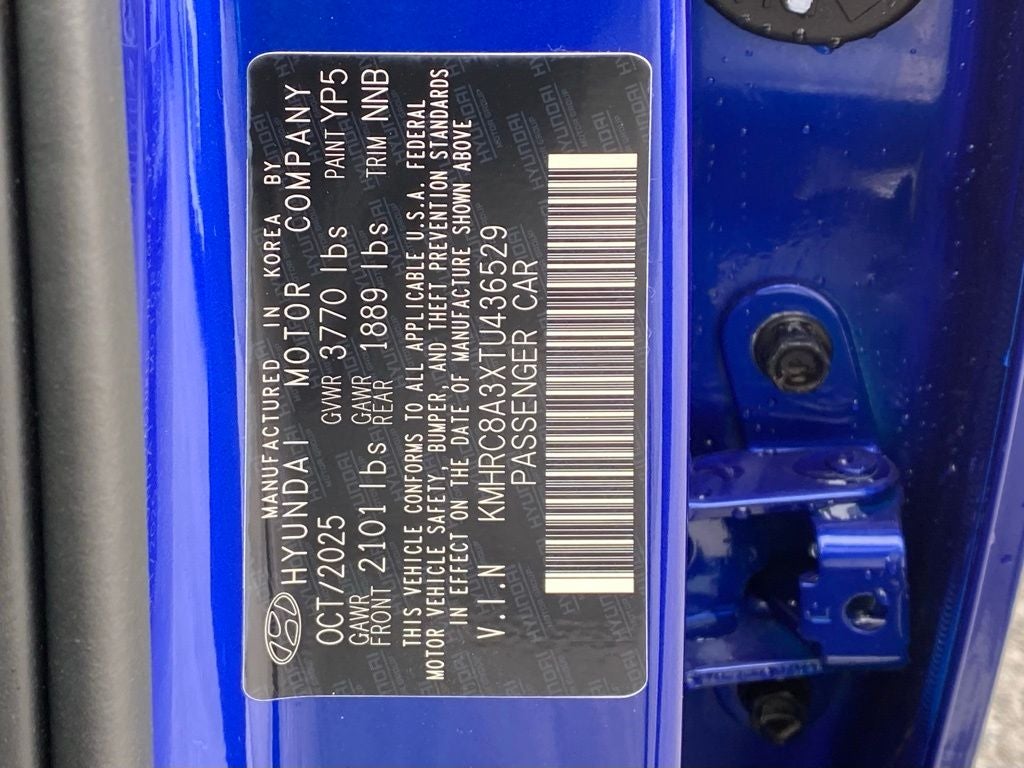 MANUFACTURED IN KOREA BY
HYUNDAI MOTOR COMPANY
OCT/2025 GVWR 3770 lbs PAINT YP5
GAWR FRONT 2101 lbs GAWR REAR 1889 lbs TRIM NNB
THIS VEHICLE CONFORMS TO ALL APPLICABLE U.S.A. FEDERAL
MOTOR VEHICLE SAFETY, BUMPER, AND THEFT PREVENTION STANDARDS
IN EFFECT ON THE DATE OF MANUFACTURE SHOWN ABOVE
V.I.N KMHRC8A3XTU436529
PASSENGER CAR